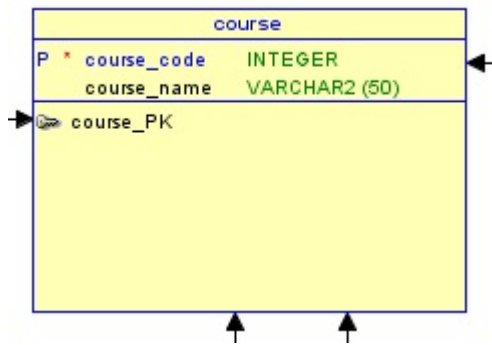 course
P * course_code INTEGER
course_name VARCHAR2 (50)
course_PK